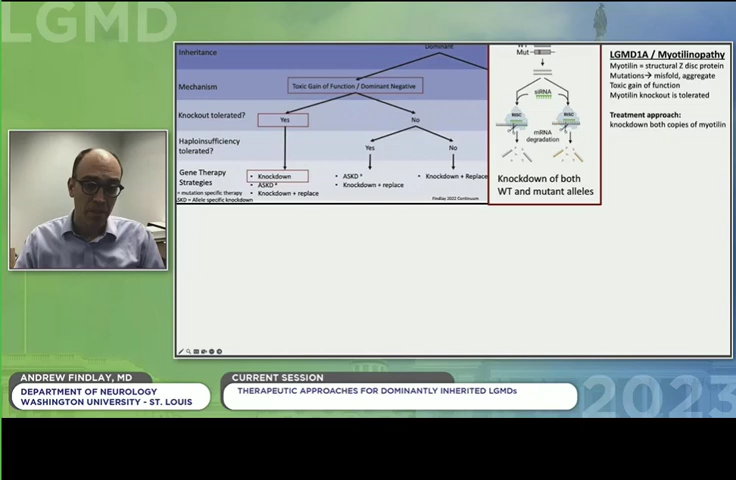 LGMD
Inheritance
Dominant
Mechanism
Toxic Gain of Function / Dominant Negative
Knockout tolerated?
Yes
No
Haploinsufficiency
tolerated?
Yes
No
Gene Therapy
Strategies
• Knockdown
• ASKD *
• Knockdown + replace
• ASKD *
• Knockdown + replace
• Knockdown + Replace
= mutation specific therapy
ASKD = Allele specific knockdown
Findlay 2022 Continuum
WT
Mut
siRNA
RISC
RISC
mRNA
degradation
Knockdown of both
WT and mutant alleles
LGMD1A / Myotilinopathy
Myotilin = structural Z disc protein
Mutations→ misfold, aggregate
Toxic gain of function
Myotilin knockout is tolerated
Treatment approach:
knockdown both copies of myotilin
ANDREW FINDLAY, MD
DEPARTMENT OF NEUROLOGY
WASHINGTON UNIVERSITY - ST. LOUIS
CURRENT SESSION
THERAPEUTIC APPROACHES FOR DOMINANTLY INHERITED LGMDs
2023